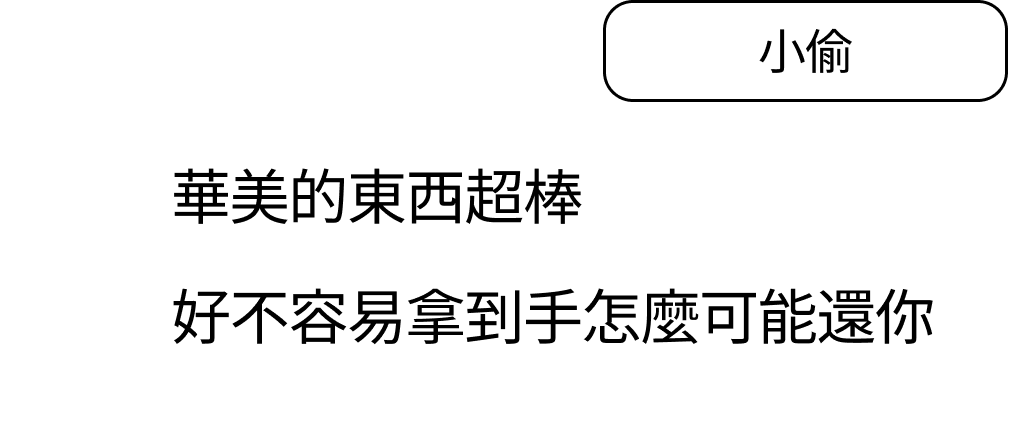 小偷
華美的東西超棒
好不容易拿到手怎麼可能還你